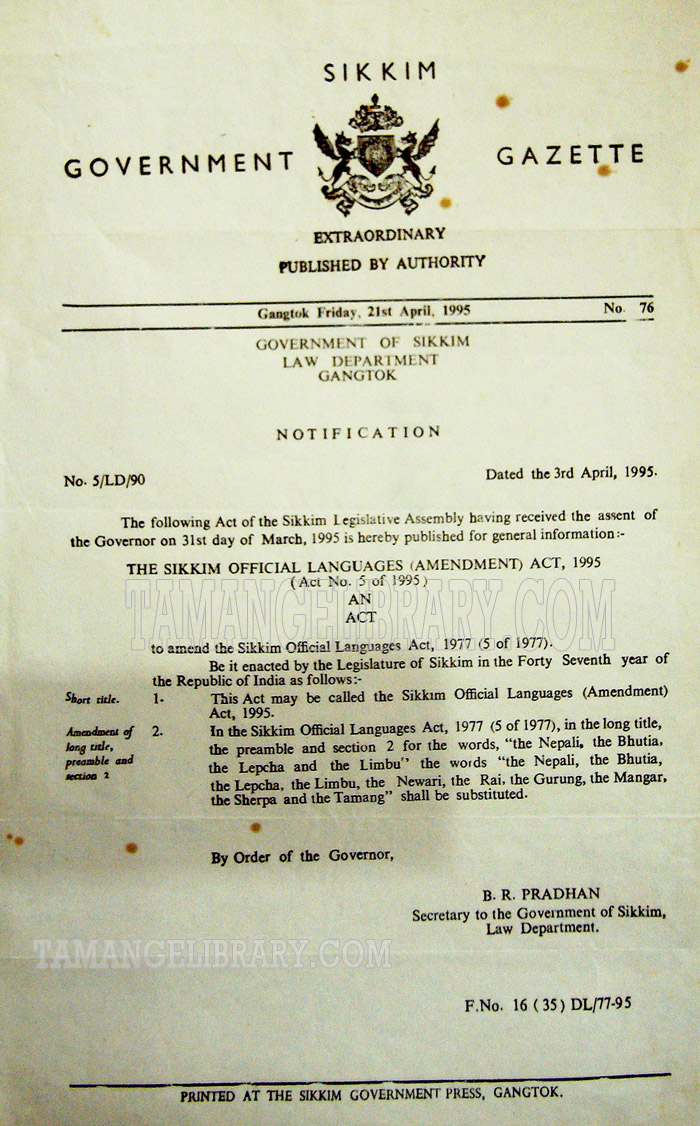 SIKKIM
GOVERNMENT GAZETTE
EXTRAORDINARY
PUBLISHED BY AUTHORITY
Gangtok Friday, 21st April, 1995 No. 76
GOVERNMENT OF SIKKIM
LAW DEPARTMENT
GANGTOK
NOTIFICATION
No. 5/LD/90 Dated the 3rd April, 1995.
The following Act of the Sikkim Legislative Assembly having received the assent of
the Governor on 31st day of March, 1995 is hereby published for general information:-
THE SIKKIM OFFICIAL LANGUAGES (AMENDMENT) ACT, 1995
(Act No. 5 of 1995)
AN
ACT
TAMANGELIBRARY.COM
to amend the Sikkim Official Languages Act, 1977 (5 of 1977).
Be it enacted by the Legislature of Sikkim in the Forty Seventh year of
the Republic of India as follows:-
Short title. 1. This Act may be called the Sikkim Official Languages (Amendment)
Act, 1995.
Amendment of 2. In the Sikkim Official Languages Act, 1977 (5 of 1977), in the long title,
long title, the preamble and section 2 for the words, "the Nepali, the Bhutia,
preamble and the Lepcha and the Limbu" the words "the Nepali, the Bhutia,
section 2 the Lepcha, the Limbu, the Newari, the Rai, the Gurung, the Mangar,
the Sherpa and the Tamang" shall be substituted.
By Order of the Governor,
B. R. PRADHAN
Secretary to the Government of Sikkim,
Law Department.
TAMANGELIBRARY.COM
F.No. 16 (35) DL/77-95
PRINTED AT THE SIKKIM GOVERNMENT PRESS, GANGTOK.